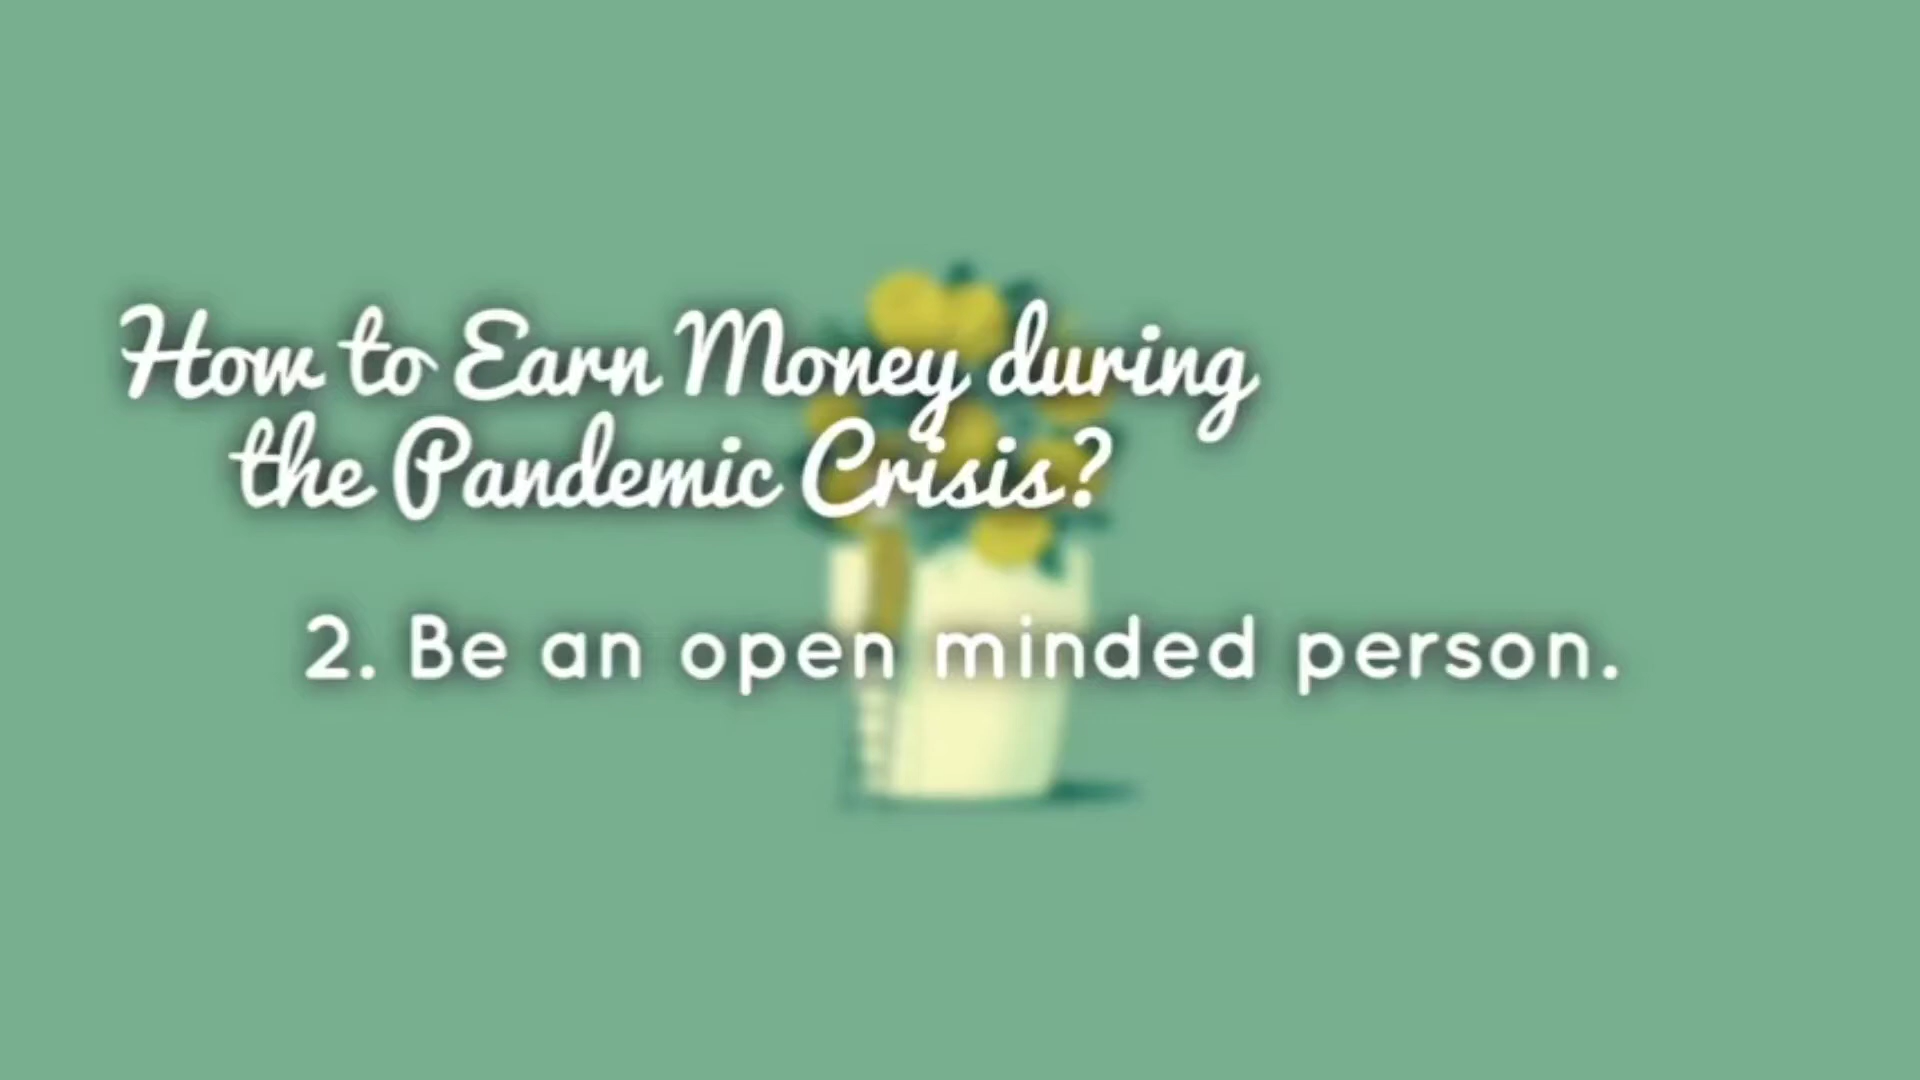 How to Earn Money during
the Pandemic Crisis?
2. Be an open minded person.